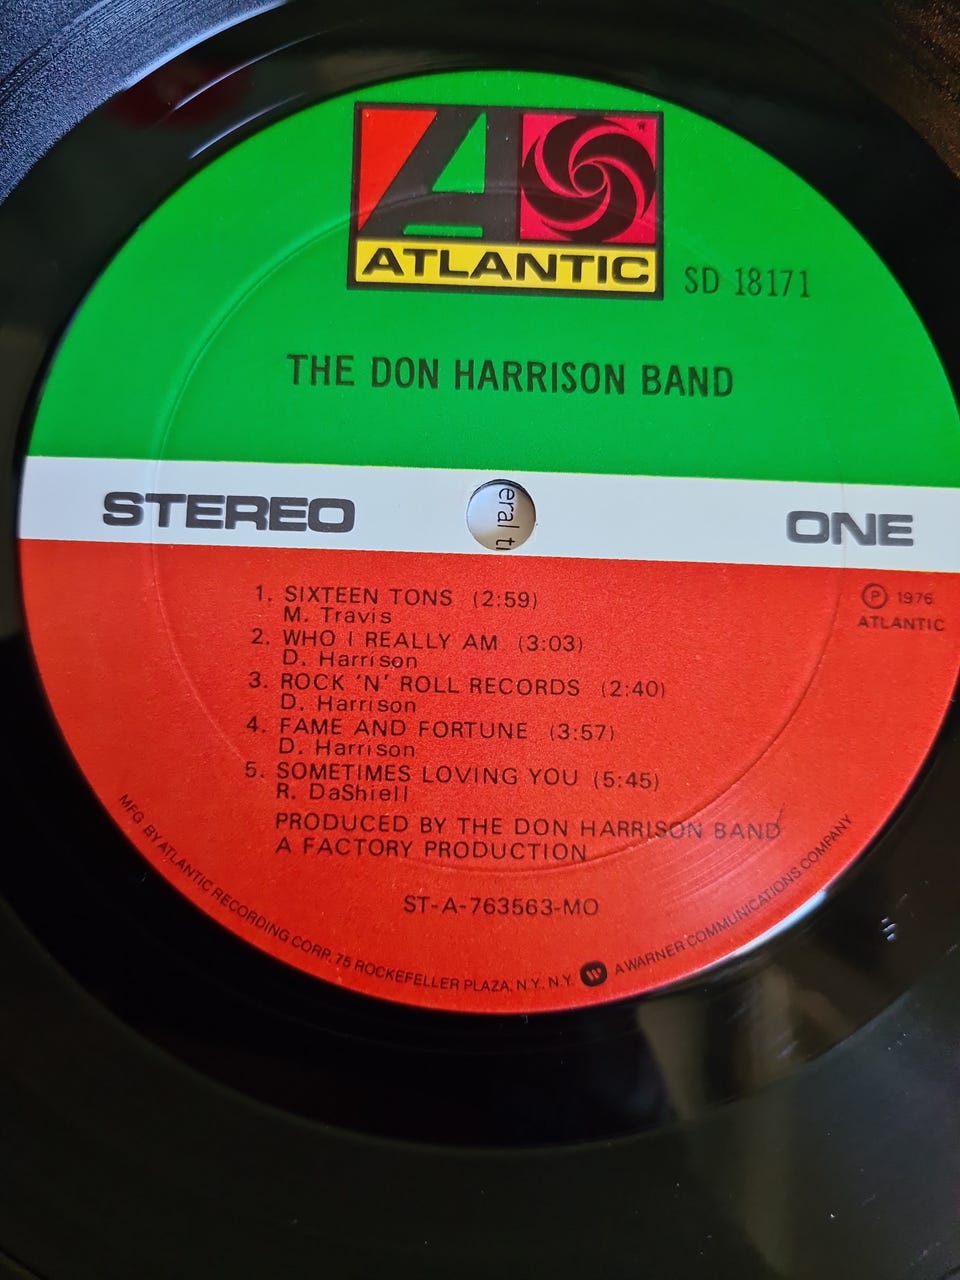 ATLANTIC
SD 18171
THE DON HARRISON BAND
STEREO
ONE
eral
1. SIXTEEN TONS (2:59)
M. Travis
2. WHO I REALLY AM (3:03)
D. Harrison
3. ROCK 'N' ROLL RECORDS (2:40)
D. Harrison
4. FAME AND FORTUNE (3:57)
D. Harrison
5. SOMETIMES LOVING YOU (5:45)
R. DaShiell
PRODUCED BY THE DON HARRISON BAND
A FACTORY PRODUCTION
℗ 1976
ATLANTIC
ST-A-763563-MO
MFG BY ATLANTIC RECORDING CORP. 75 ROCKEFELLER PLAZA, N.Y., N.Y. A WARNER COMMUNICATIONS COMPANY